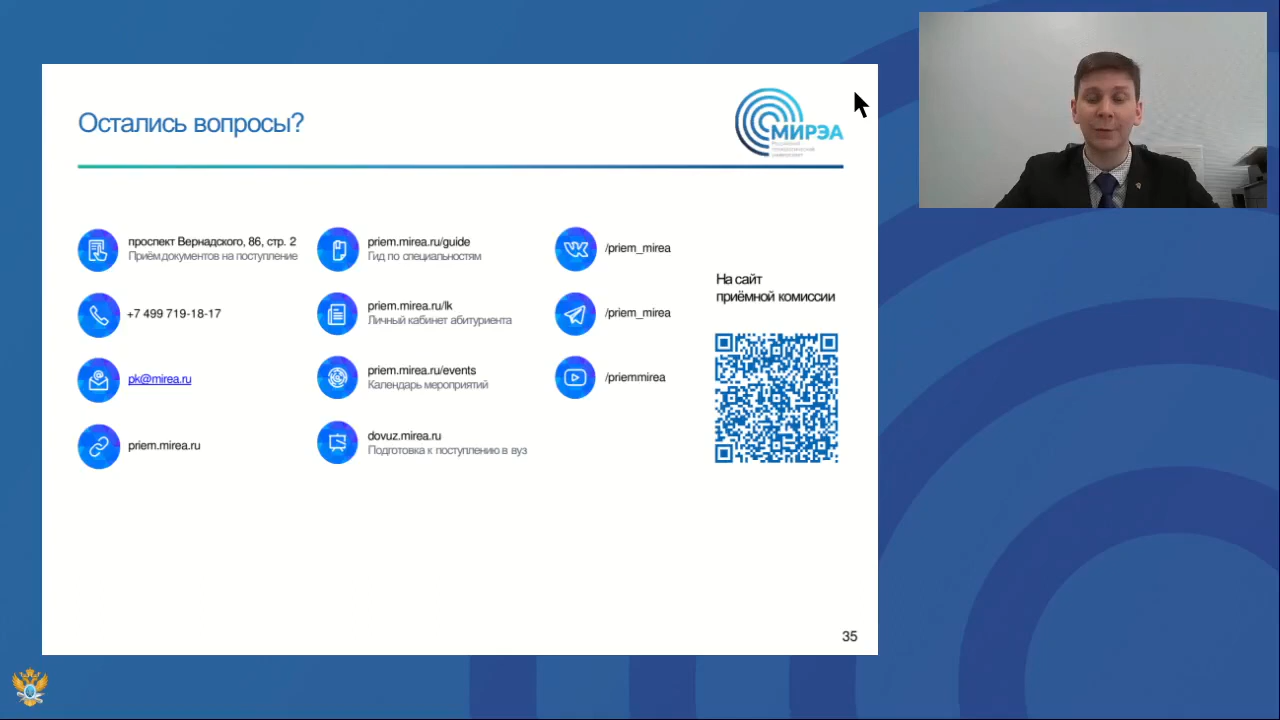 Остались вопросы?
МИРЭА
Российский
технологический
университет
проспект Вернадского, 86, стр. 2
Приём документов на поступление
+7 499 719-18-17
pk@mirea.ru
priem.mirea.ru
priem.mirea.ru/guide
Гид по специальностям
priem.mirea.ru/lk
Личный кабинет абитуриента
priem.mirea.ru/events
Календарь мероприятий
dovuz.mirea.ru
Подготовка к поступлению в вуз
/priem_mirea
/priem_mirea
/priemmirea
На сайт
приёмной комиссии
35